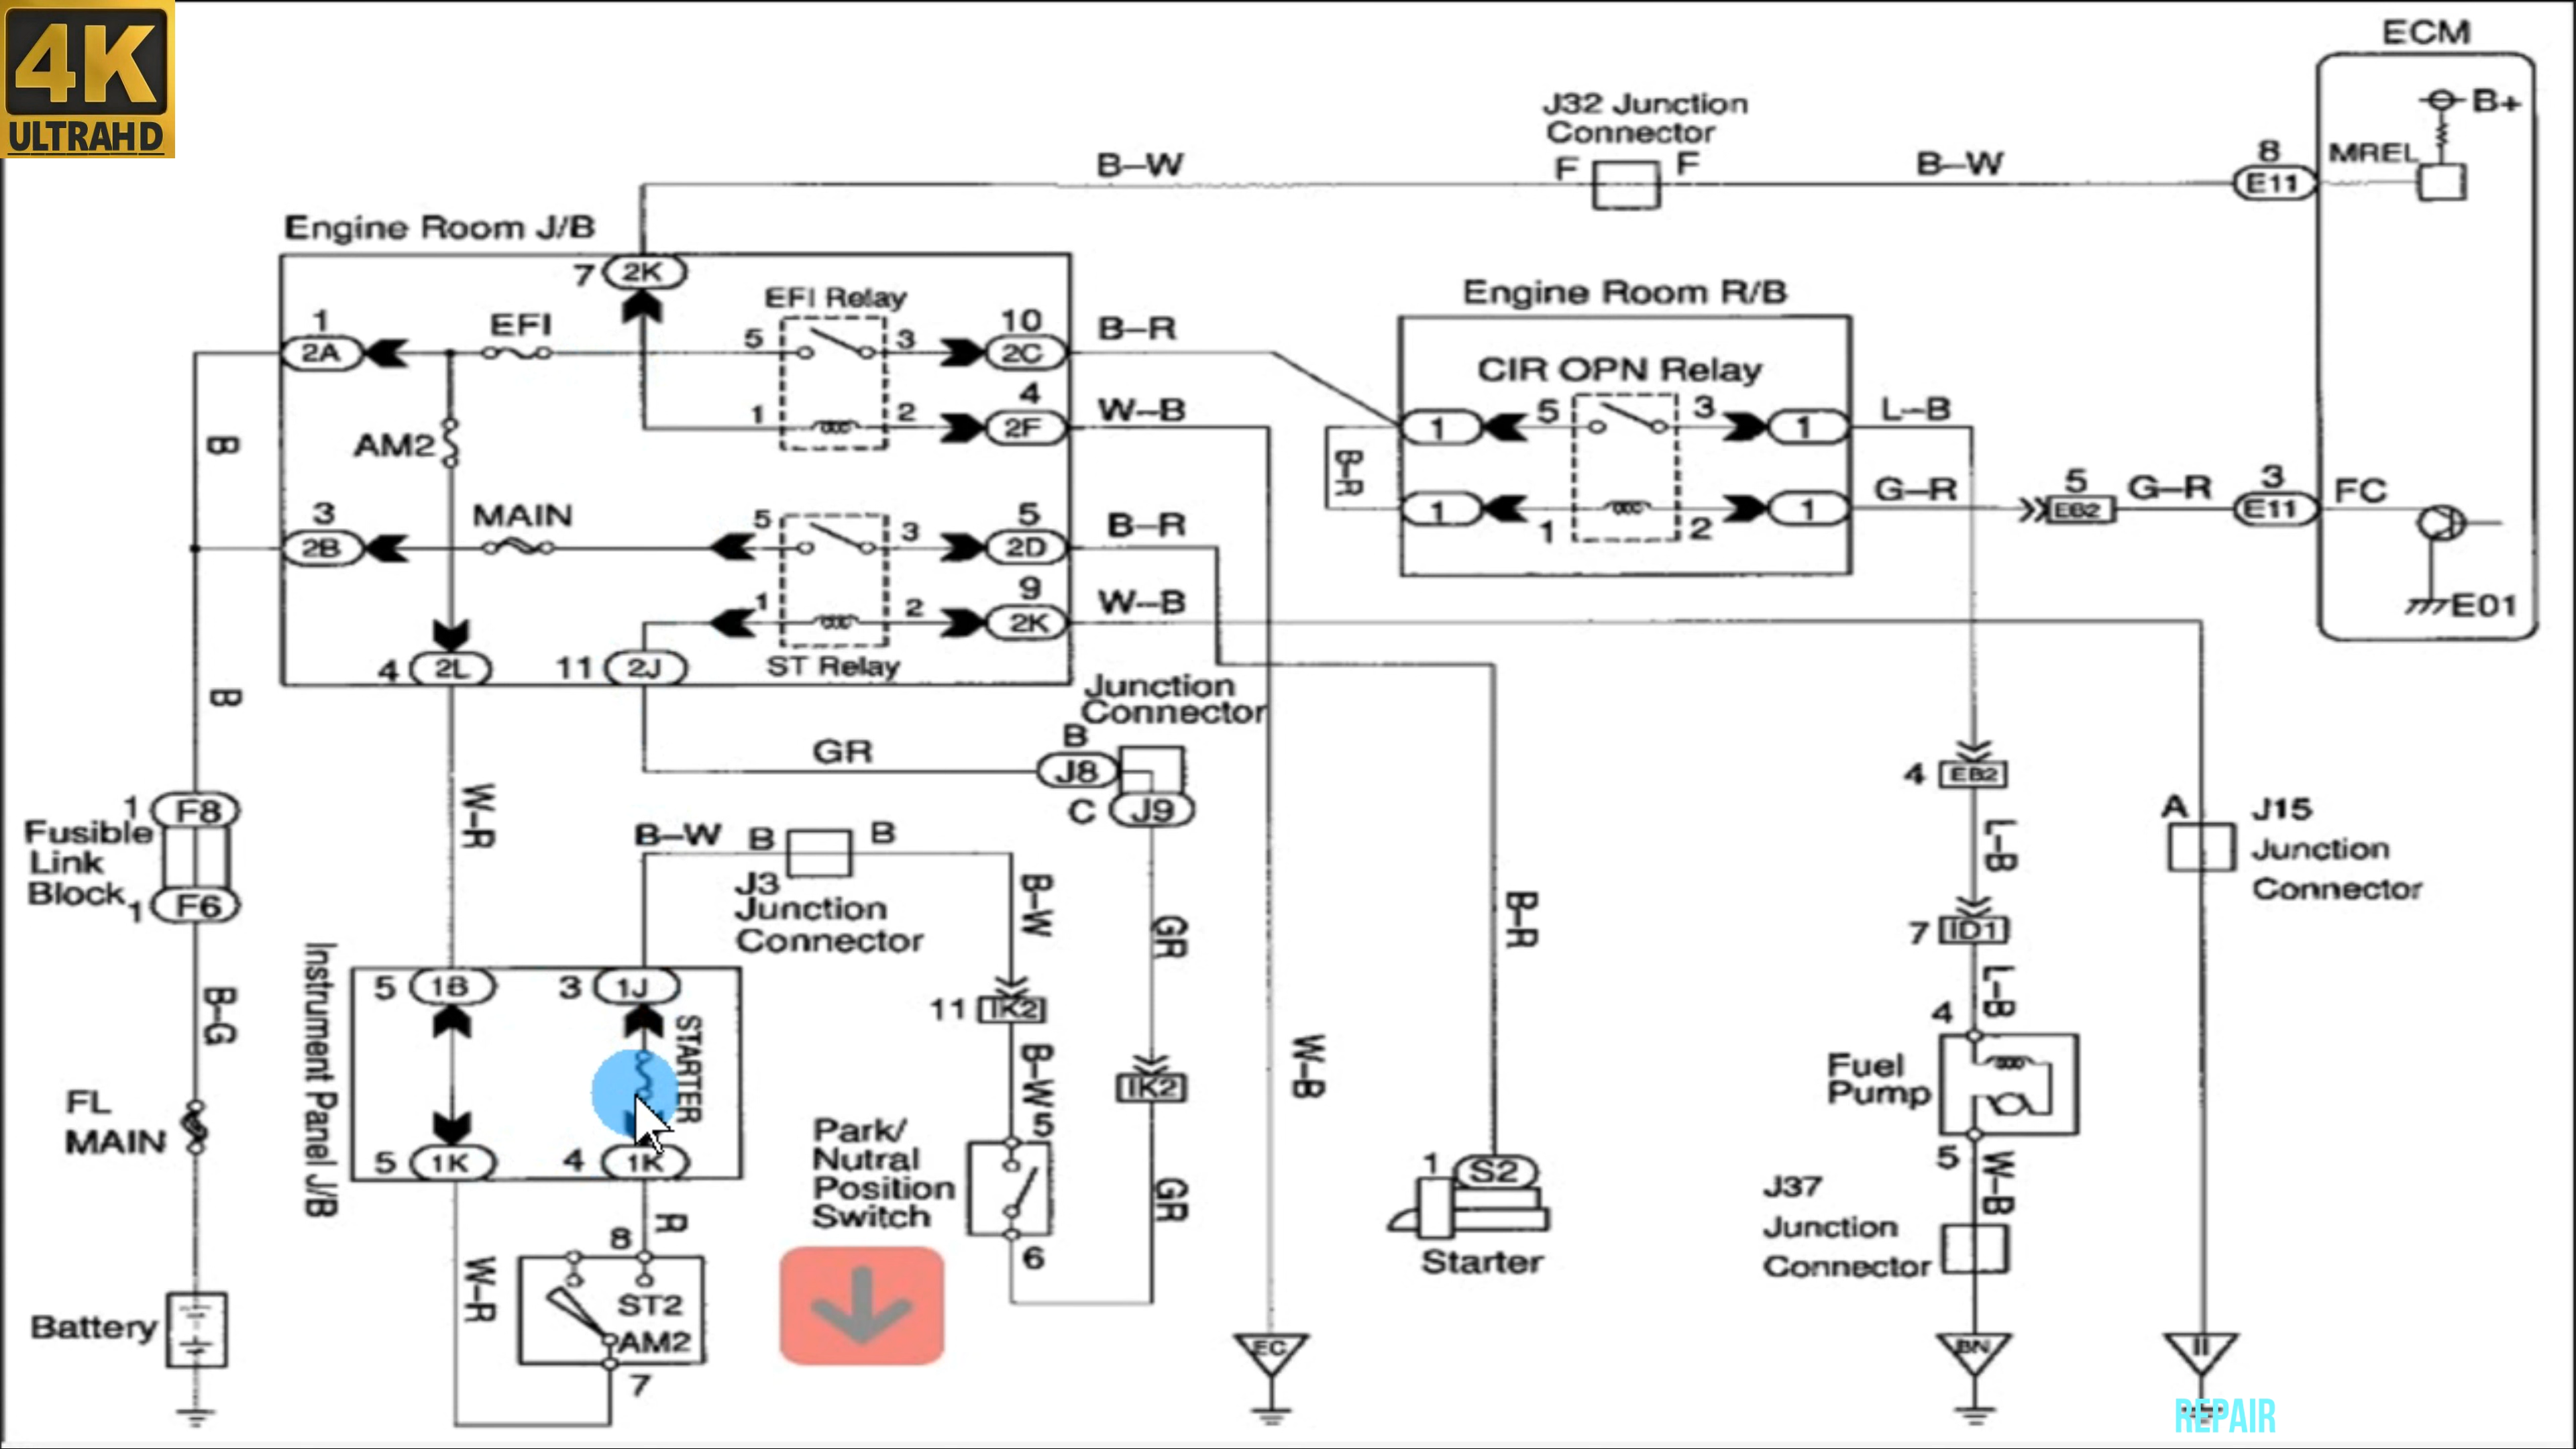 4K
ULTRAHD
ECM
B+
J32 Junction
Connector
B–W
F
F
B–W
8
E11
MREL
Engine Room J/B
7
2K
EFI Relay
1
2A
EFI
5
3
10
2C
B–R
1
2
4
2F
W–B
AM2
B
3
2B
MAIN
5
3
5
2D
B–R
1
2
9
2K
W–B
4
2L
11
2J
ST Relay
Engine Room R/B
CIR OPN Relay
1
5
3
1
L–B
B–R
1
1
2
1
G–R
5
EB2
G–R
3
E11
FC
E01
B
Junction
Connector
B
J8
C
J9
GR
W–R
1
F8
Fusible
Link
Block
1
F6
B–W
B
B
J3
Junction
Connector
B–W
GR
B–R
4
EB2
L–B
A
J15
Junction
Connector
7
ID1
L–B
B–G
Instrument Panel J/B
5
1B
3
1J
STARTER
5
1K
4
1K
11
IK2
B–W
IK2
W–B
FL
MAIN
Park/
Nutral
Position
Switch
5
6
GR
1
S2
Starter
4
Fuel
Pump
5
W–B
J37
Junction
Connector
R
8
W–R
ST2
AM2
7
Battery
EC
BN
II
REPAIR